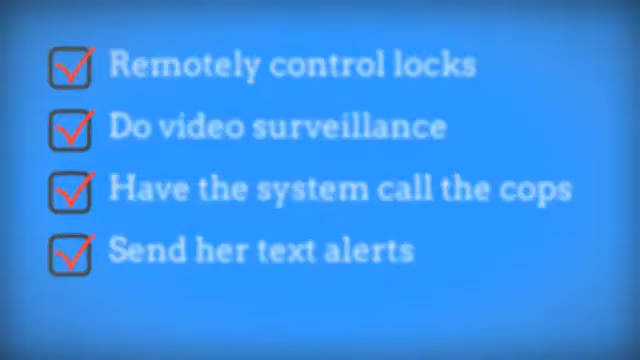 Remotely control locks
Do video surveillance
Have the system call the cops
Send her text alerts